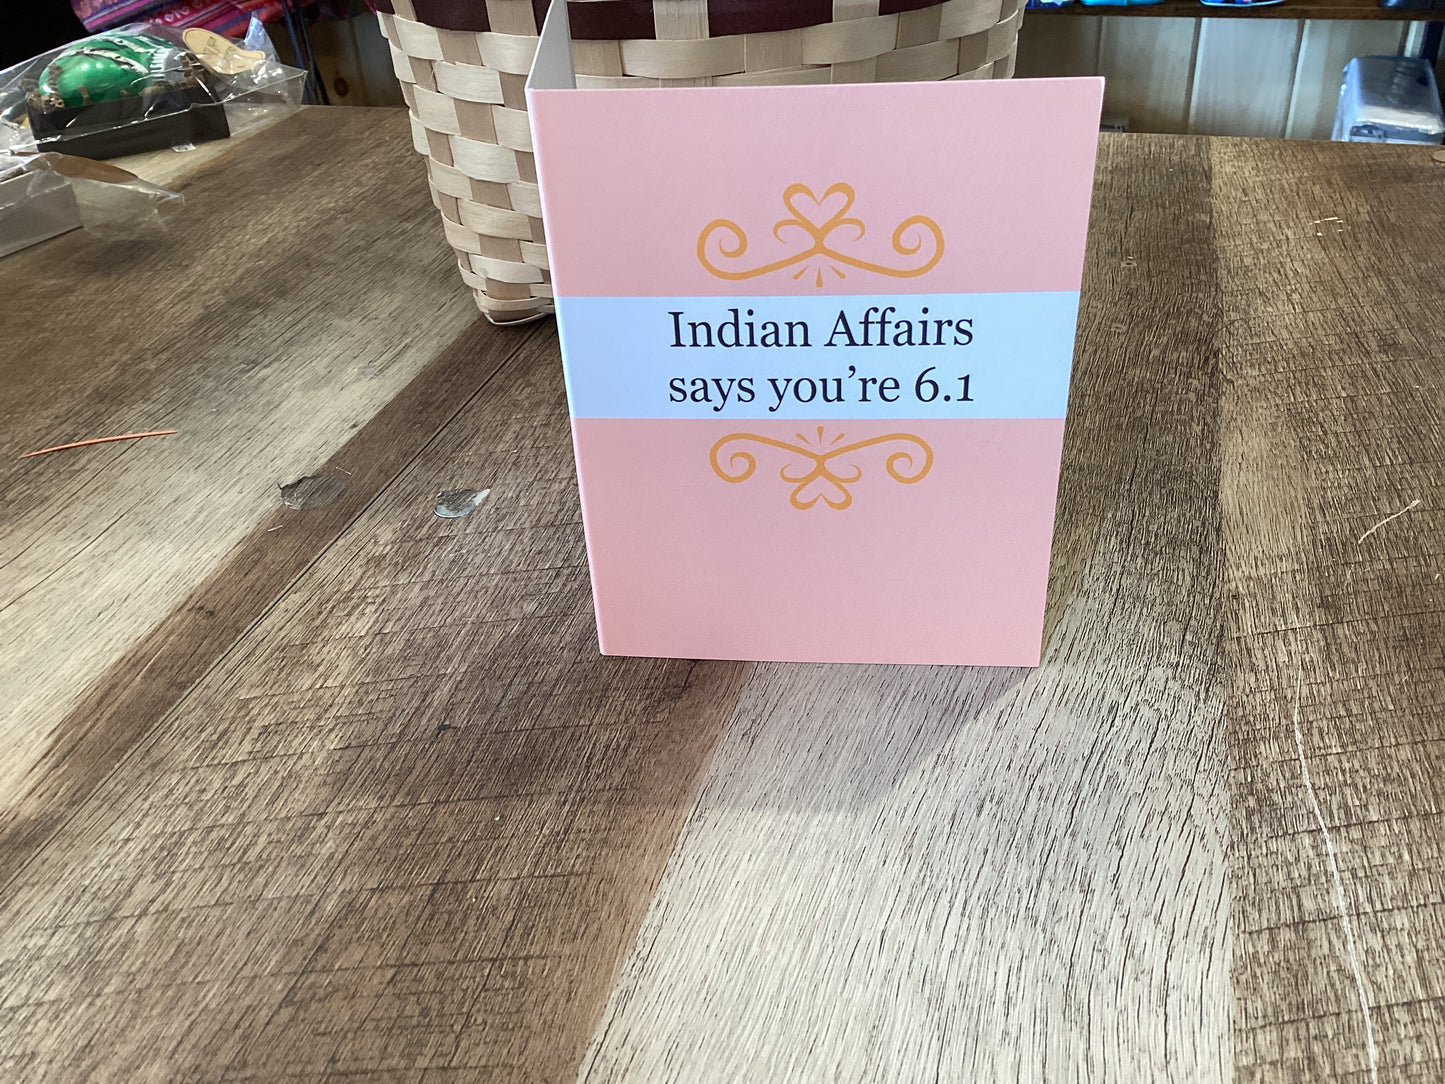 Indian Affairs
says you’re 6.1